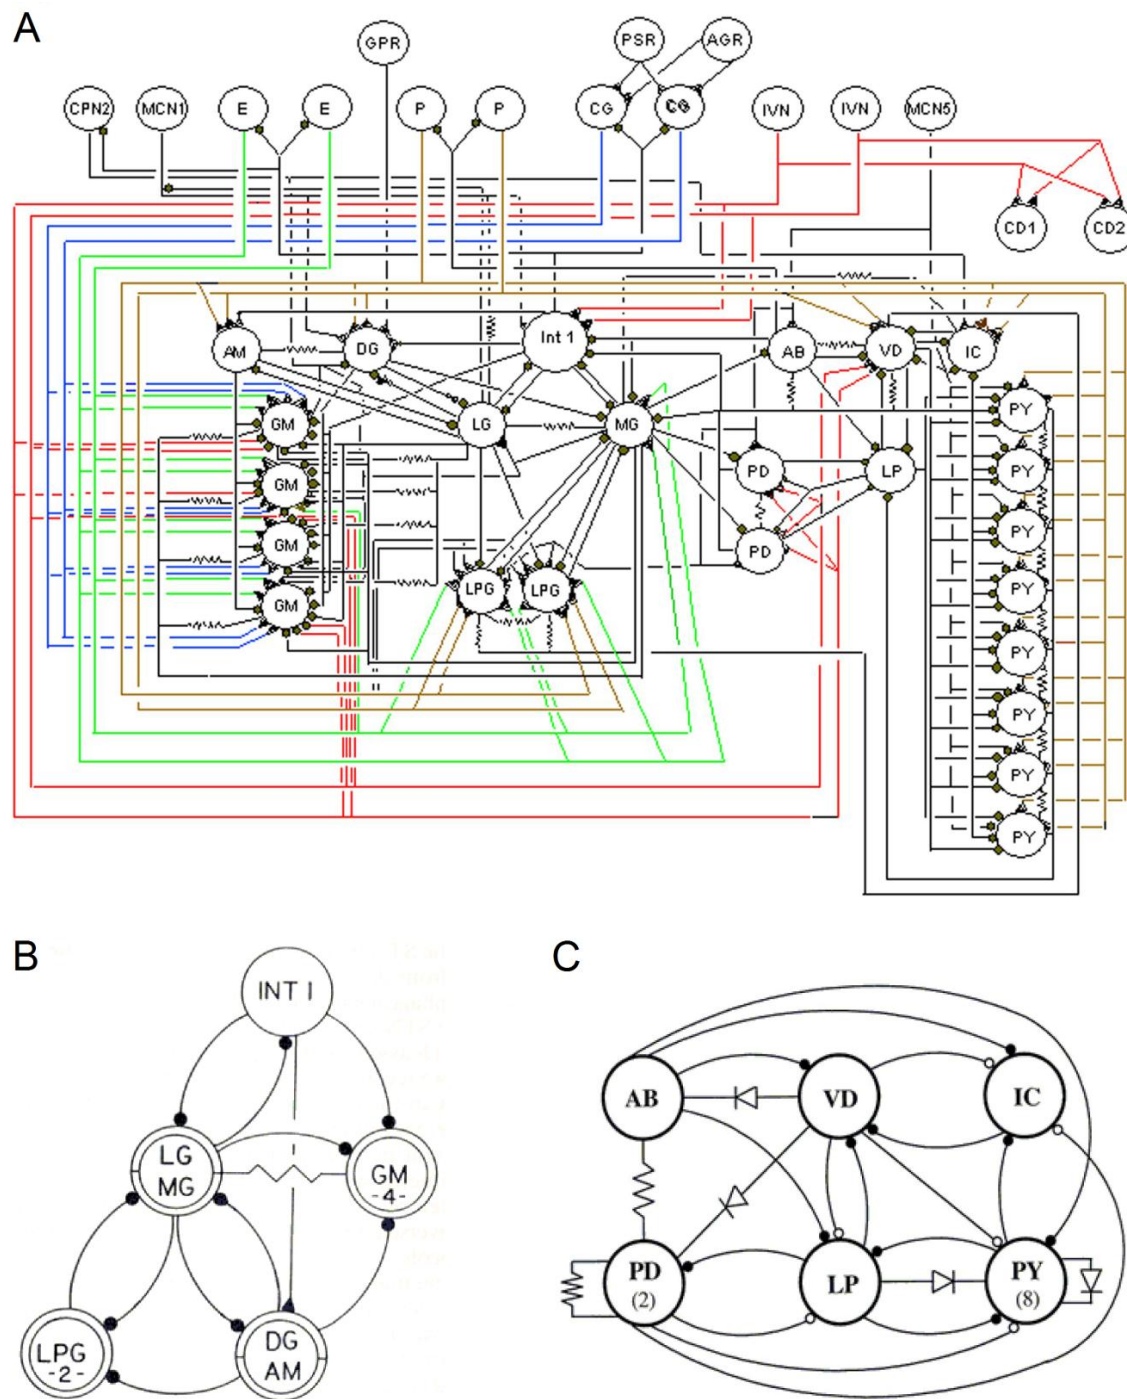 A
GPR
PSR AGR
CPN2 MCN1 E E P P CG CG IVN IVN MCN5
CD1 CD2
AM DG Int 1 AB VD IC
GM LG MG PY
GM PD LP PY
GM PD PY
GM LPG LPG PY
PY
PY
PY
PY
B
INT I
LG
MG
GM
-4-
LPG
-2-
DG
AM
C
AB VD IC
PD
(2)
LP
PY
(8)